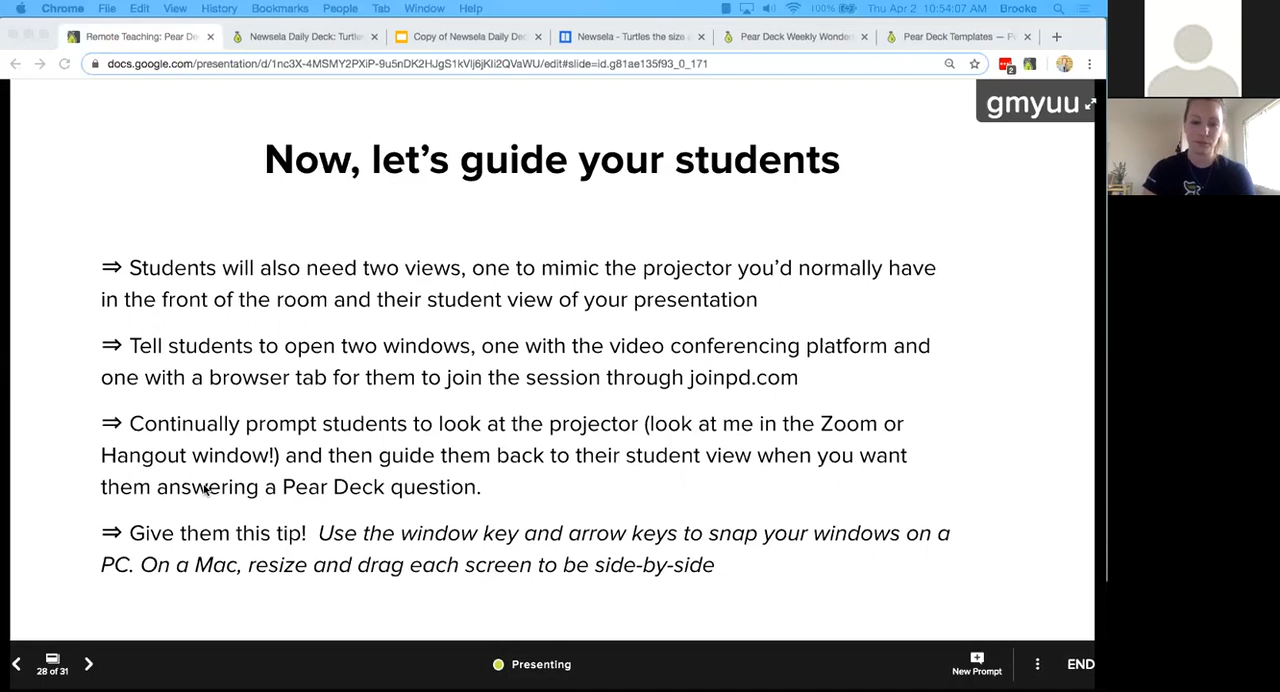 Chrome File Edit View History Bookmarks People Tab Window Help 100% Thu Apr 2 10:54:07 AM Brooke
Remote Teaching: Pear De Newsela Daily Deck: Turtle Copy of Newsela Daily De Newsela - Turtles the size Pear Deck Weekly Wonder Pear Deck Templates — P
docs.google.com/presentation/d/1nc3X-4MSMY2PXiP-9u5nDK2HJgS1kVlj6jKIi2QVaWU/edit#slide=id.g81ae135f93_0_171 2
gmyuu
Now, let's guide your students
⇒ Students will also need two views, one to mimic the projector you'd normally have
in the front of the room and their student view of your presentation
⇒ Tell students to open two windows, one with the video conferencing platform and
one with a browser tab for them to join the session through joinpd.com
⇒ Continually prompt students to look at the projector (look at me in the Zoom or
Hangout window!) and then guide them back to their student view when you want
them answering a Pear Deck question.
⇒ Give them this tip! Use the window key and arrow keys to snap your windows on a
PC. On a Mac, resize and drag each screen to be side-by-side
28 of 31 Presenting New Prompt END